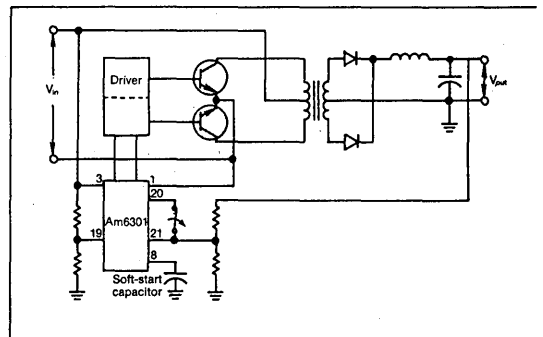 Driver
Vin
Vout
3
1
20
Am6301
19
21
8
Soft-start
capacitor